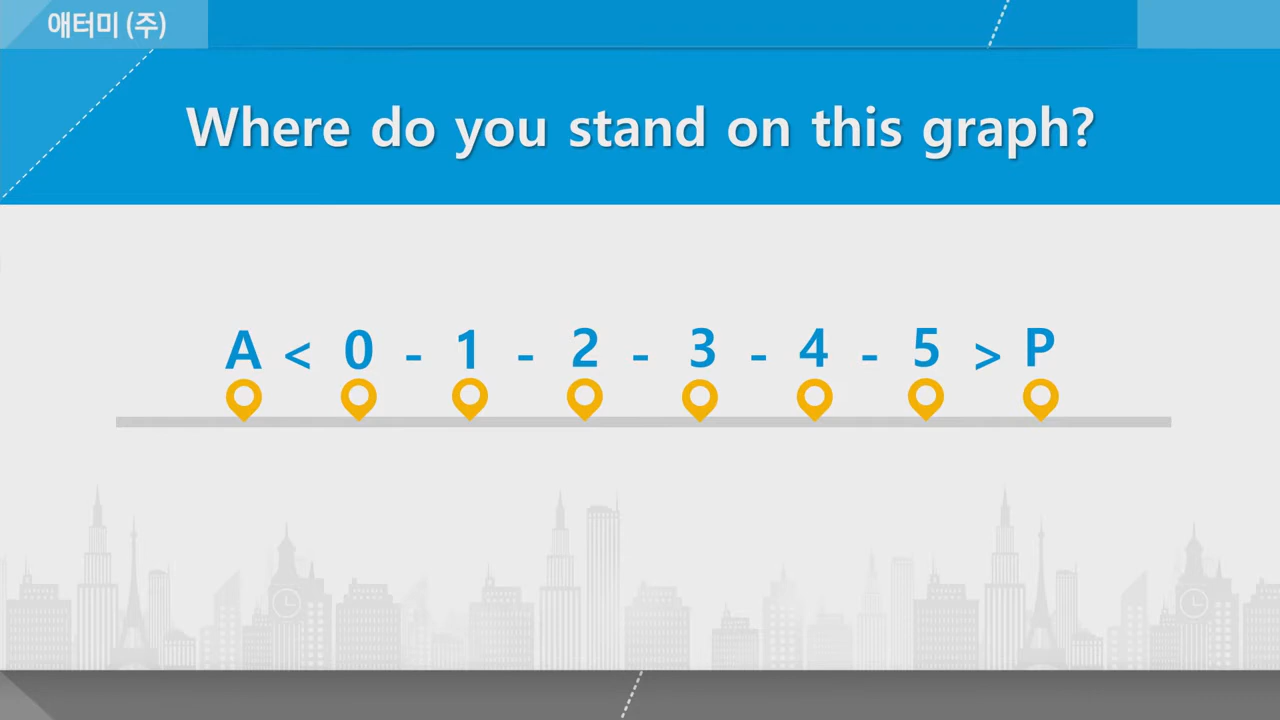 애터미 (주)
Where do you stand on this graph?
A < 0 - 1 - 2 - 3 - 4 - 5 > P